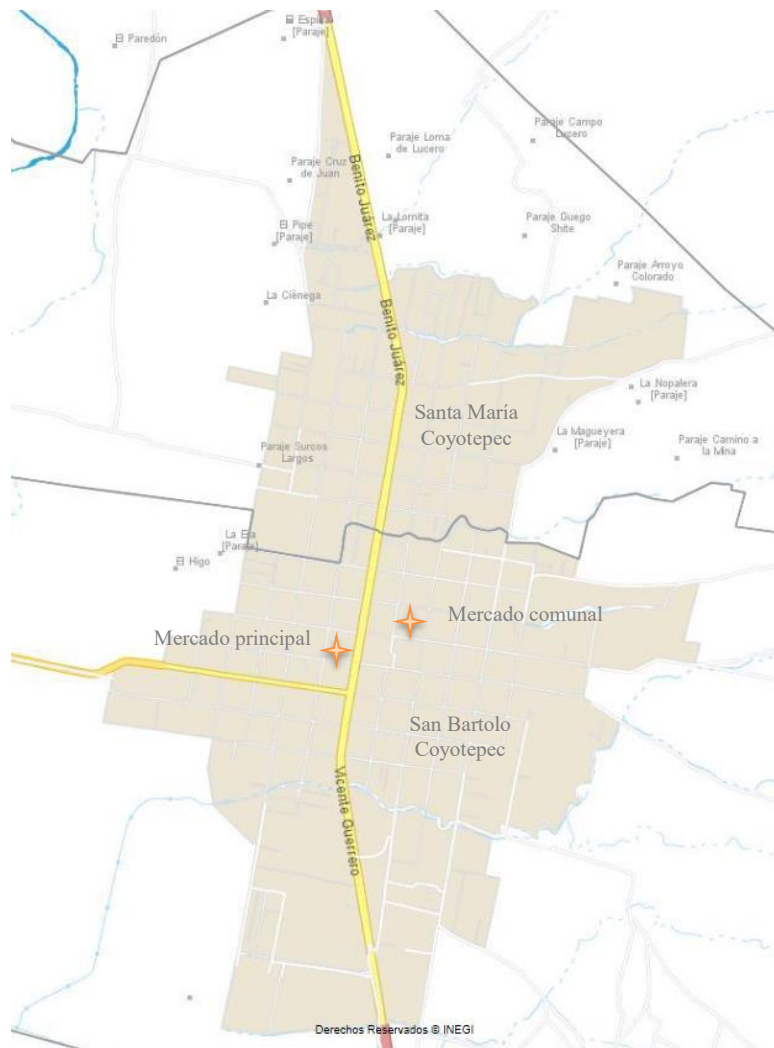 El Espinal
[Paraje]
El Paredón
Paraje Campo
Lucero
Paraje Loma
de Lucero
Benito Juárez
Paraje Cruz
de Juan
El Pipe
[Paraje]
La Lomita
[Paraje]
Paraje Guego
Shite
Paraje Arroyo
Colorado
La Ciénega
Benito Juárez
La Nopalera
[Paraje]
Santa María
Coyotepec
La Magueyera
[Paraje]
Paraje Camino a
la Mina
Paraje Surcos
Largos
La Era
[Paraje]
El Higo
Mercado comunal
Mercado principal
San Bartolo
Coyotepec
Vicente Guerrero
Derechos Reservados © INEGI